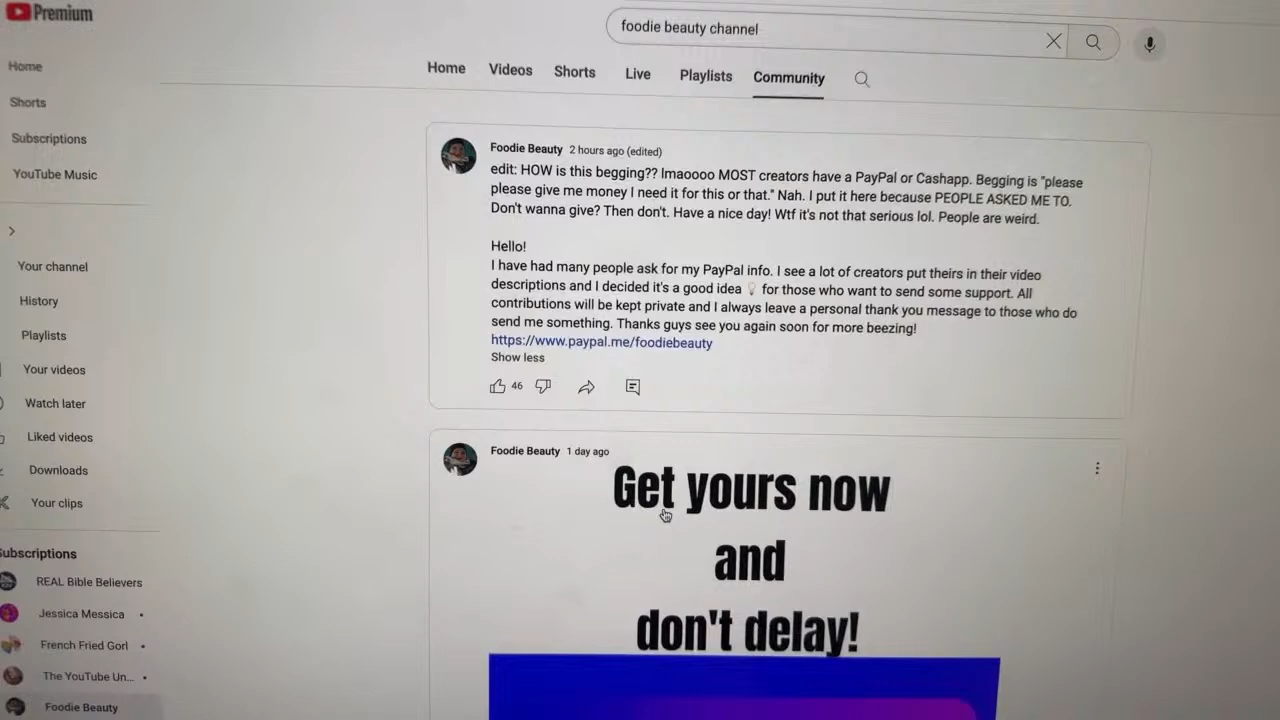 Premium
foodie beauty channel
Home
Shorts
Subscriptions
YouTube Music
Your channel
History
Playlists
Your videos
Watch later
Liked videos
Downloads
Your clips
Subscriptions
REAL Bible Believers
Jessica Messica
French Fried Gorl
The YouTube Un...
Foodie Beauty
Home Videos Shorts Live Playlists Community
Foodie Beauty 2 hours ago (edited)
edit: HOW is this begging?? lmaoooo MOST creators have a PayPal or Cashapp. Begging is "please
please give me money I need it for this or that." Nah. I put it here because PEOPLE ASKED ME TO.
Don't wanna give? Then don't. Have a nice day! Wtf it's not that serious lol. People are weird.
Hello!
I have had many people ask for my PayPal info. I see a lot of creators put theirs in their video
descriptions and I decided it's a good idea 💡 for those who want to send some support. All
contributions will be kept private and I always leave a personal thank you message to those who do
send me something. Thanks guys see you again soon for more beezing!
https://www.paypal.me/foodiebeauty
Show less
46
Foodie Beauty 1 day ago
Get yours now
and
don't delay!